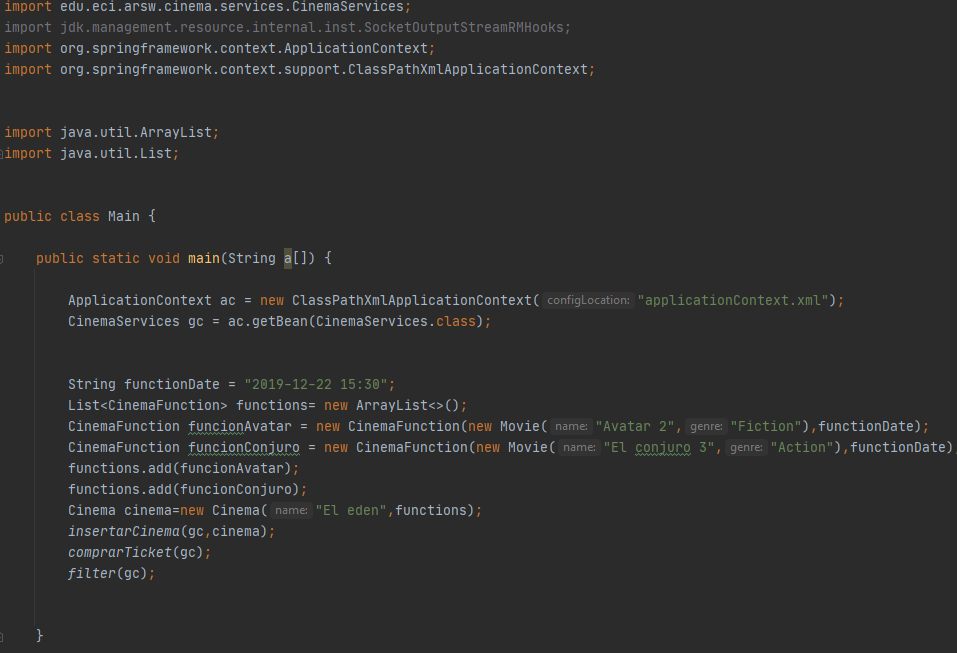 import edu.eci.arsw.cinema.services.CinemaServices;
import jdk.management.resource.internal.inst.SocketOutputStreamRMHooks;
import org.springframework.context.ApplicationContext;
import org.springframework.context.support.ClassPathXmlApplicationContext;
import java.util.ArrayList;
import java.util.List;
public class Main {
public static void main(String a[]) {
ApplicationContext ac = new ClassPathXmlApplicationContext( configLocation: "applicationContext.xml");
CinemaServices gc = ac.getBean(CinemaServices.class);
String functionDate = "2019-12-22 15:30";
List<CinemaFunction> functions= new ArrayList<>();
CinemaFunction funcionAvatar = new CinemaFunction(new Movie( name: "Avatar 2", genre: "Fiction"),functionDate);
CinemaFunction funcionConjuro = new CinemaFunction(new Movie( name: "El conjuro 3", genre: "Action"),functionDate)
functions.add(funcionAvatar);
functions.add(funcionConjuro);
Cinema cinema=new Cinema( name: "El eden",functions);
insertarCinema(gc,cinema);
comprarTicket(gc);
filter(gc);
}